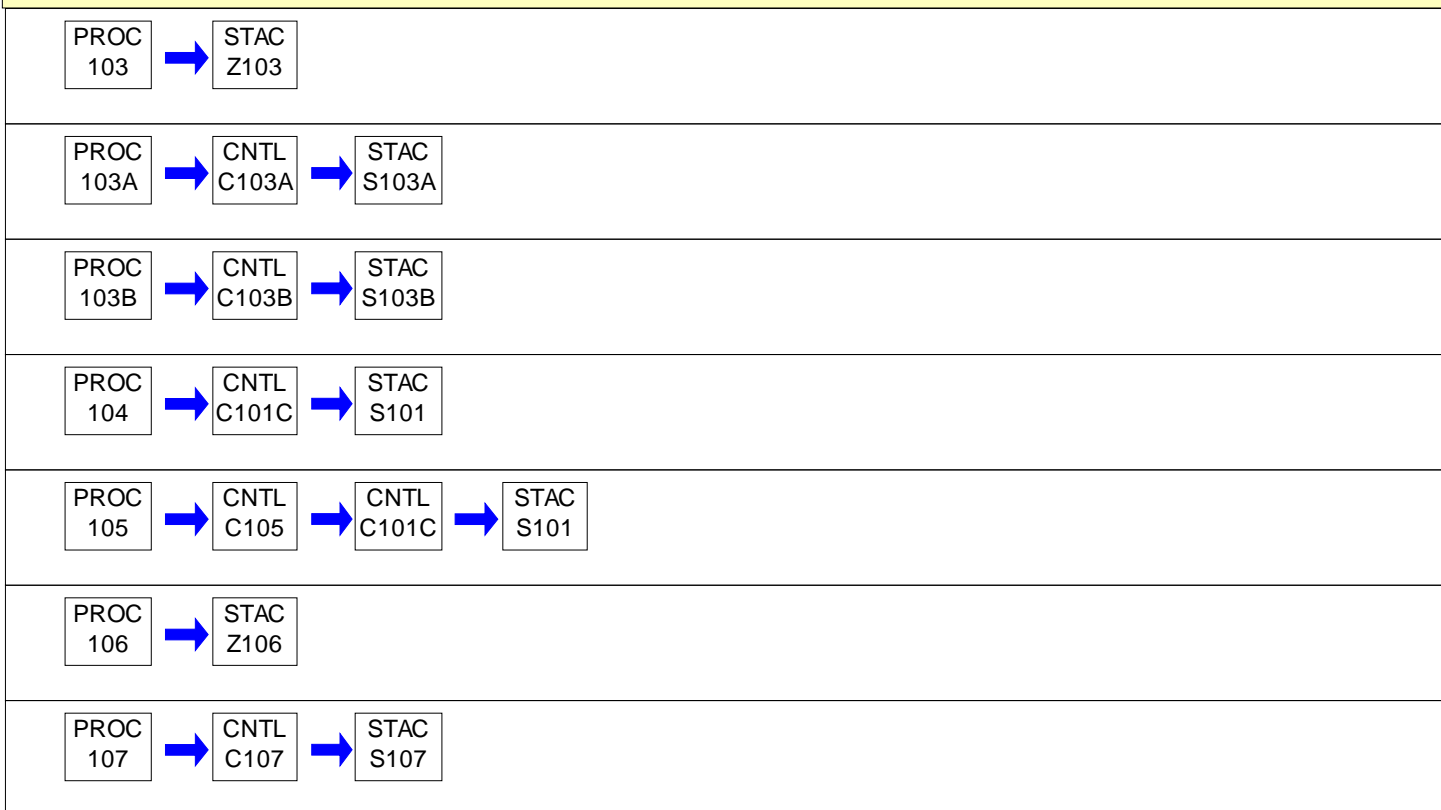 PROC STAC
103 Z103
PROC CNTL STAC
103A C103A S103A
PROC CNTL STAC
103B C103B S103B
PROC CNTL STAC
104 C101C S101
PROC CNTL CNTL STAC
105 C105 C101C S101
PROC STAC
106 Z106
PROC CNTL STAC
107 C107 S107